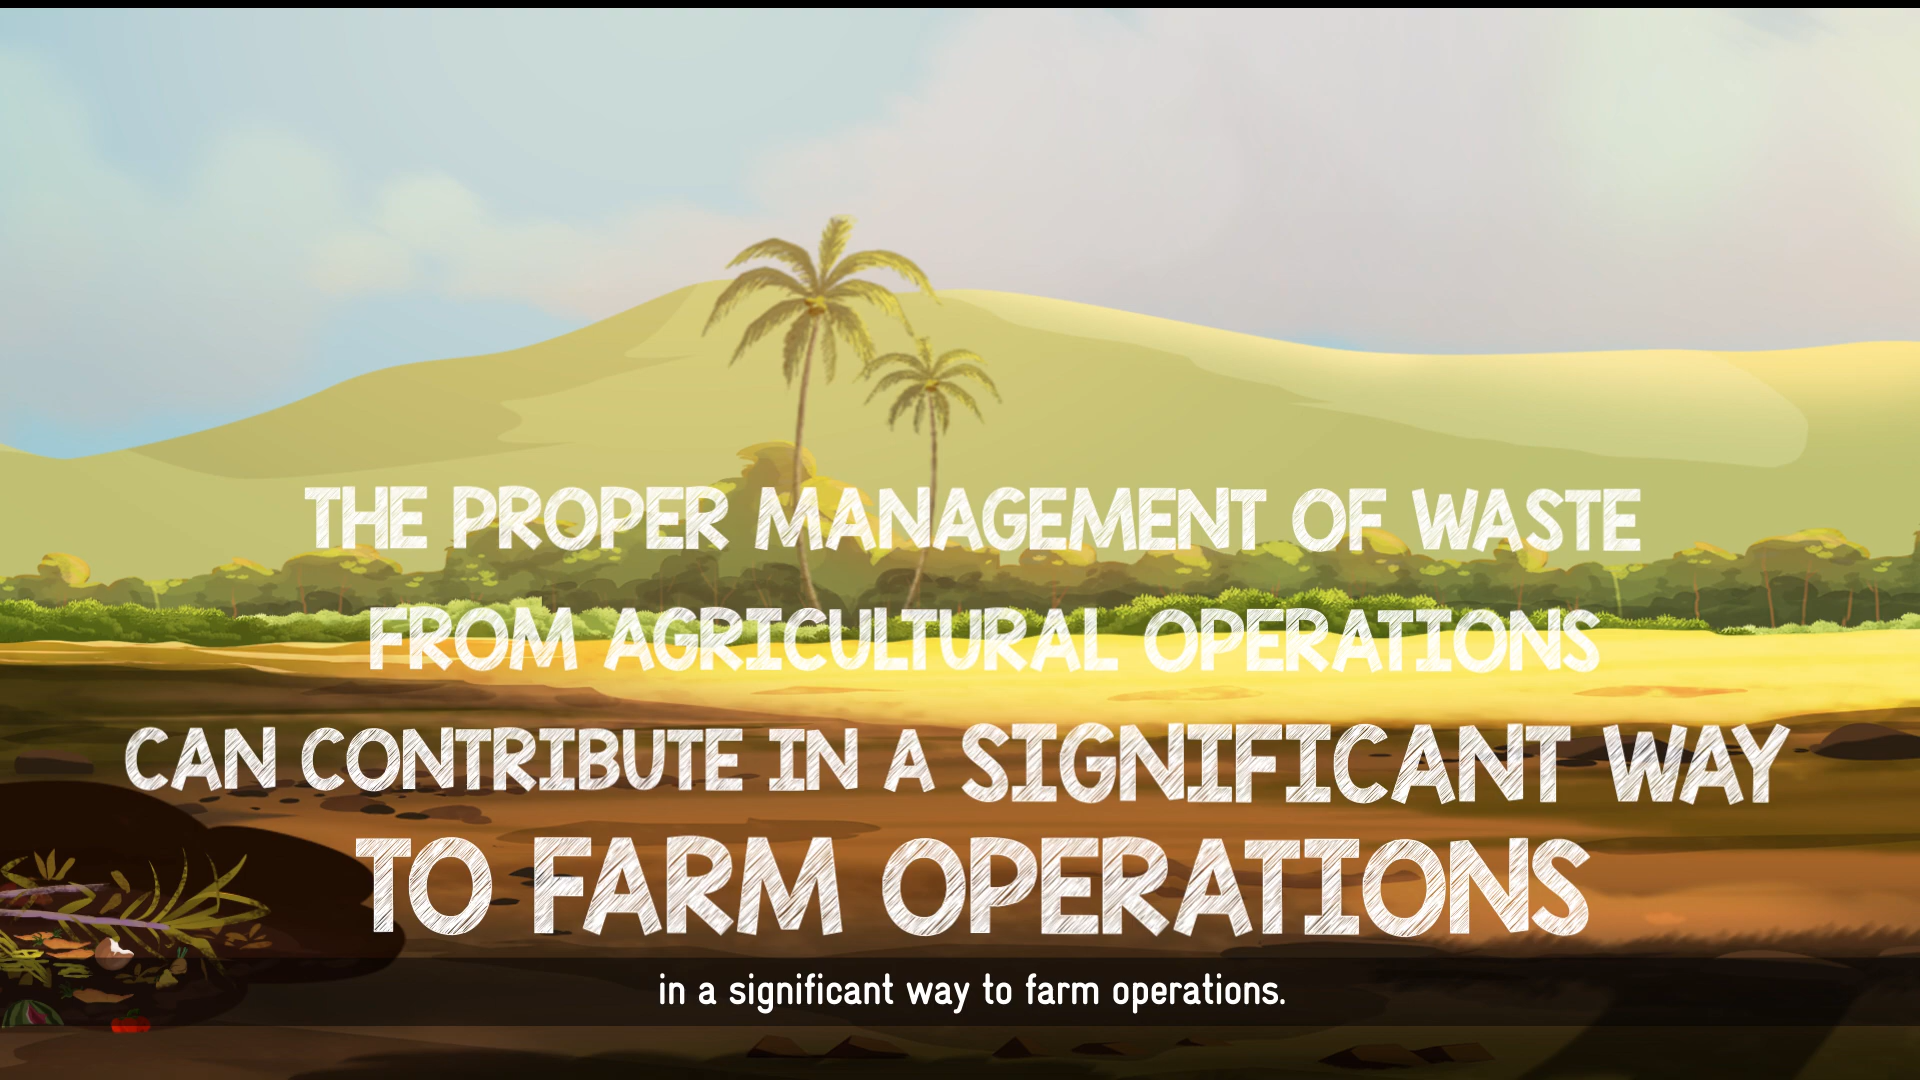 THE PROPER MANAGEMENT OF WASTE
FROM AGRICULTURAL OPERATIONS
CAN CONTRIBUTE IN A SIGNIFICANT WAY
TO FARM OPERATIONS
in a significant way to farm operations.